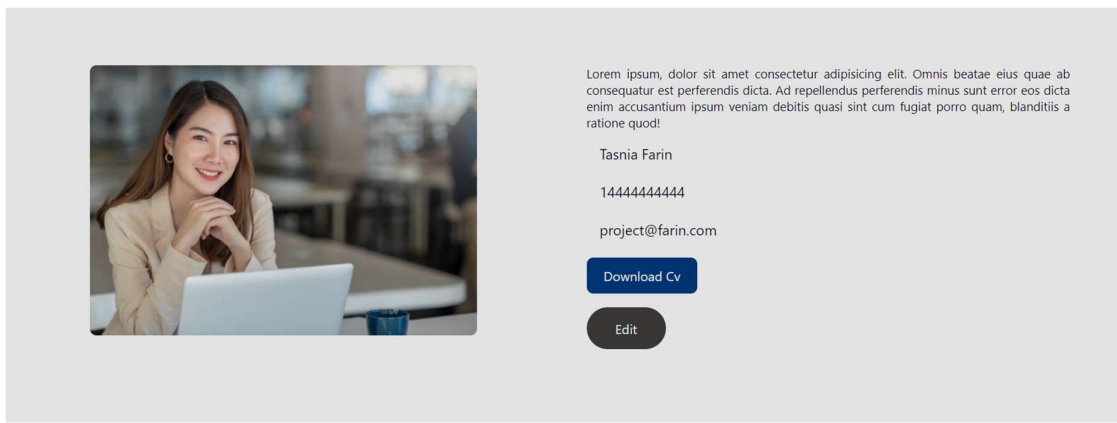 Lorem ipsum, dolor sit amet consectetur adipisicing elit. Omnis beatae eius quae ab
consequatur est perferendis dicta. Ad repellendus perferendis minus sunt error eos dicta
enim accusantium ipsum veniam debitis quasi sint cum fugiat porro quam, blanditiis a
ratione quod!
Tasnia Farin
14444444444
project@farin.com
Download Cv
Edit